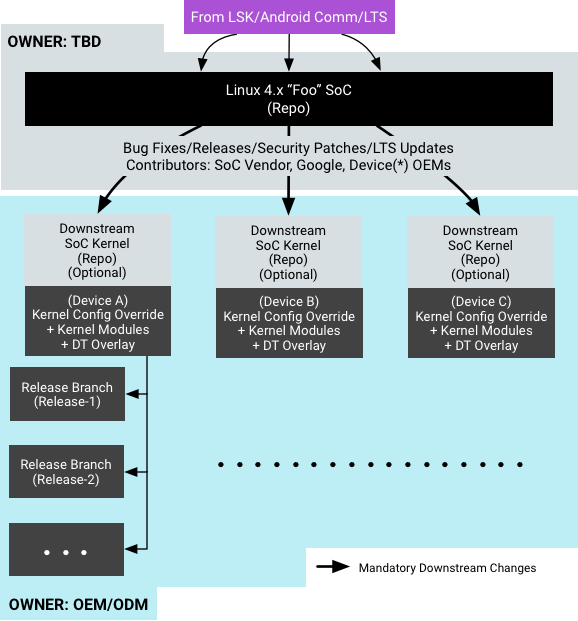 From LSK/Android Comm/LTS
OWNER: TBD
Linux 4.x “Foo” SoC
(Repo)
Bug Fixes/Releases/Security Patches/LTS Updates
Contributors: SoC Vendor, Google, Device(*) OEMs
Downstream
SoC Kernel
(Repo)
(Optional)
(Device A)
Kernel Config Override
+ Kernel Modules
+ DT Overlay
Downstream
SoC Kernel
(Repo)
(Optional)
(Device B)
Kernel Config Override
+ Kernel Modules
+ DT Overlay
Downstream
SoC Kernel
(Repo)
(Optional)
(Device C)
Kernel Config Override
+ Kernel Modules
+ DT Overlay
Release Branch
(Release-1)
Release Branch
(Release-2)
Mandatory Downstream Changes
OWNER: OEM/ODM